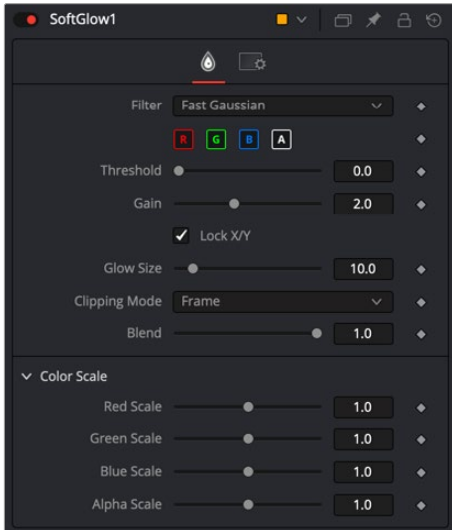 SoftGlow1
Filter Fast Gaussian
R G B A
Threshold 0.0
Gain 2.0
Lock X/Y
Glow Size 10.0
Clipping Mode Frame
Blend 1.0
Color Scale
Red Scale 1.0
Green Scale 1.0
Blue Scale 1.0
Alpha Scale 1.0